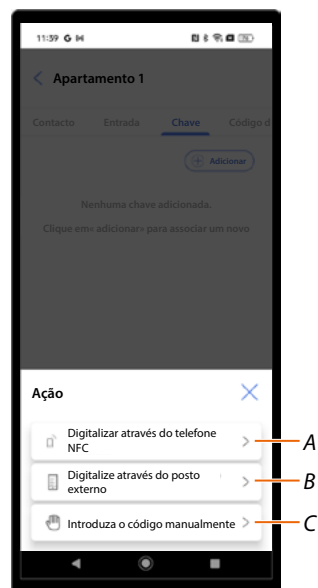 11:59 G M
Apartamento 1
Contacto Entrada Chave Código d
Adicionar
Nenhuma chave adicionada.
Clique em« adicionar» para associar um novo
Ação
Digitalizar através do telefone
NFC
A
Digitalize através do posto
externo
B
Introduza o código manualmente
C